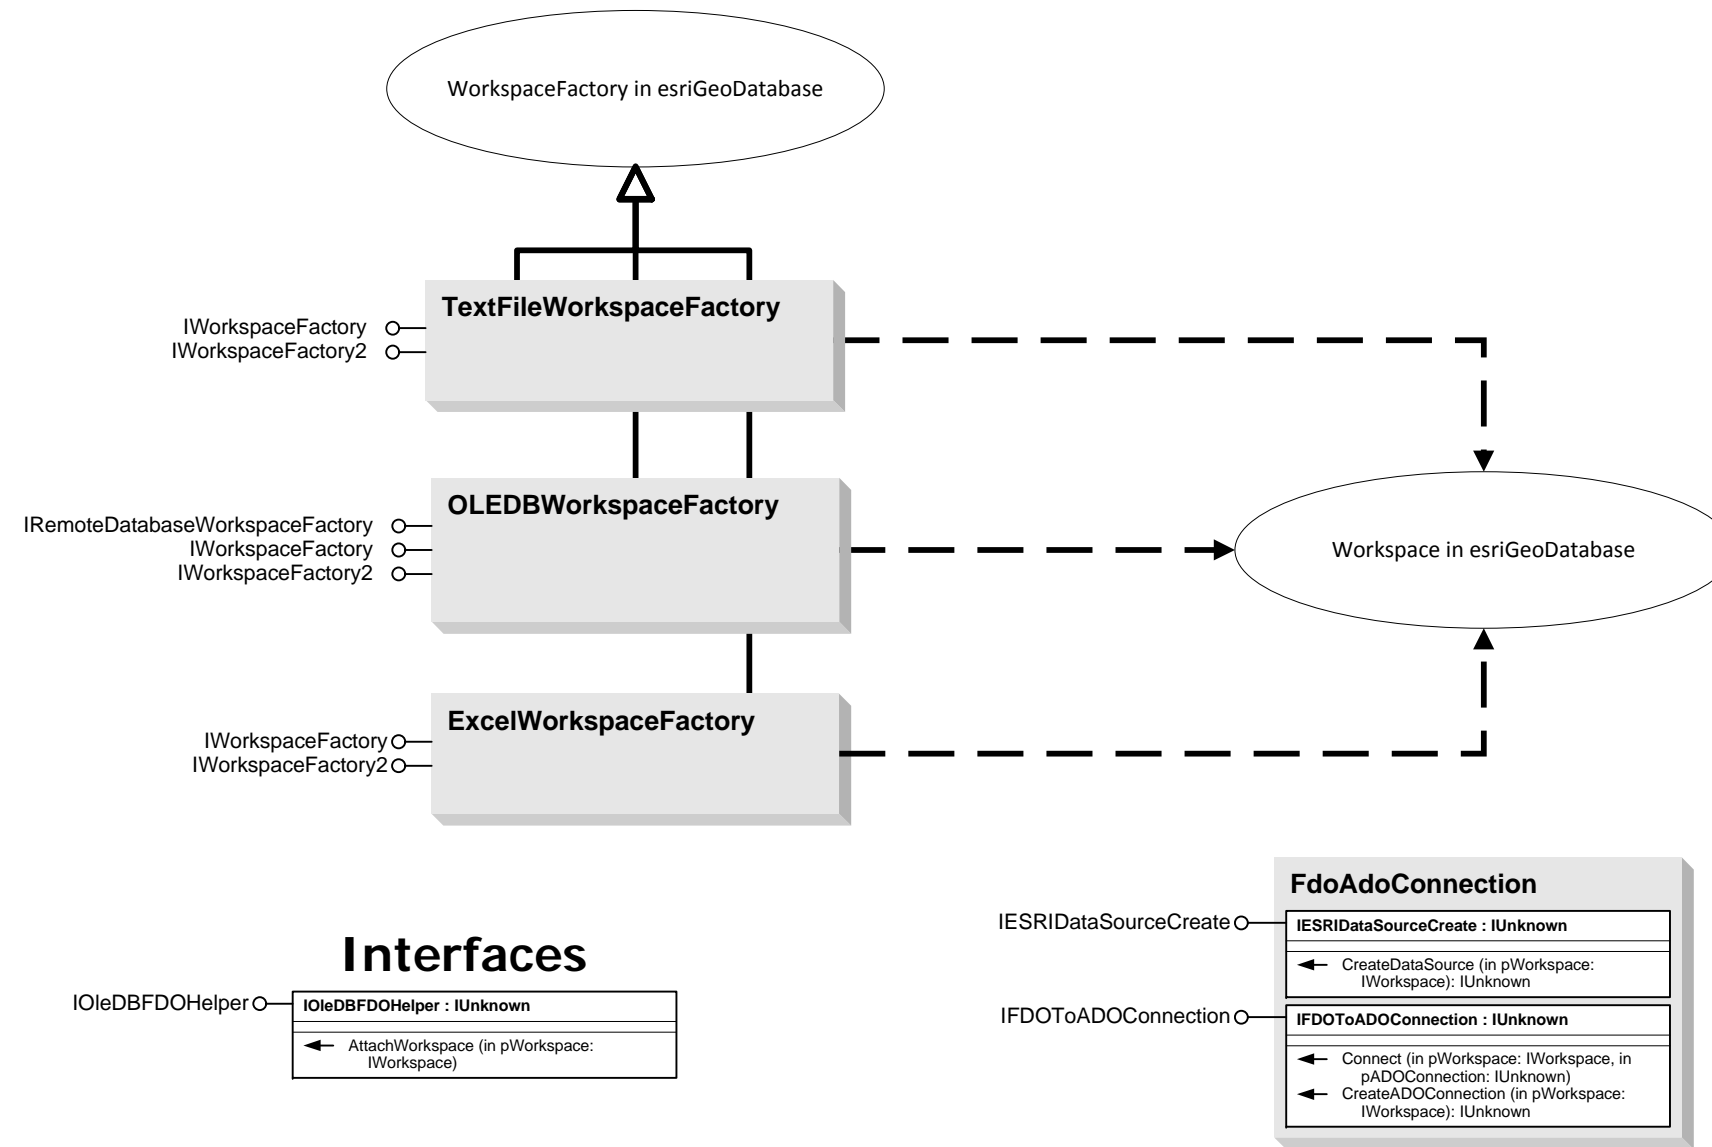 WorkspaceFactory in esriGeoDatabase
TextFileWorkspaceFactory
IWorkspaceFactory
IWorkspaceFactory2
OLEDBWorkspaceFactory
IRemoteDatabaseWorkspaceFactory
IWorkspaceFactory
IWorkspaceFactory2
Workspace in esriGeoDatabase
ExcelWorkspaceFactory
IWorkspaceFactory
IWorkspaceFactory2
Interfaces
IOleDBFDOHelper
IOleDBFDOHelper : IUnknown
AttachWorkspace (in pWorkspace:
IWorkspace)
FdoAdoConnection
IESRIDataSourceCreate
IESRIDataSourceCreate : IUnknown
CreateDataSource (in pWorkspace:
IWorkspace): IUnknown
IFDOToADOConnection
IFDOToADOConnection : IUnknown
Connect (in pWorkspace: IWorkspace, in
pADOConnection: IUnknown)
CreateADOConnection (in pWorkspace:
IWorkspace): IUnknown